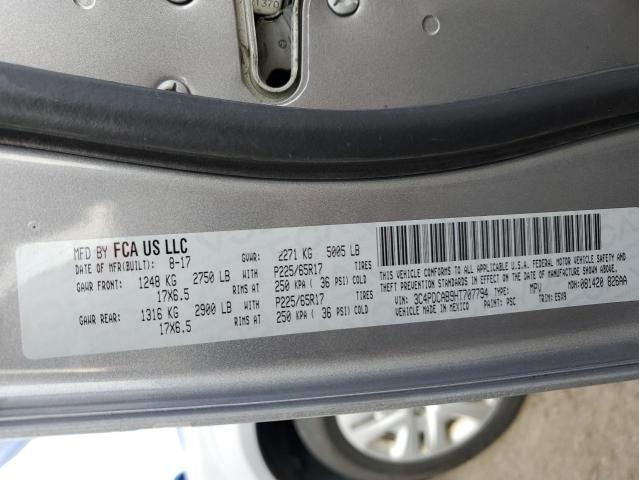 1370
MFD BY FCA US LLC
DATE OF MFR(BUILT): 8-17 GVWR: 2271 KG 5005 LB
GAWR FRONT: 1248 KG 2750 LB P225/65R17 TIRES
17X6.5 RIMS AT 250 KPA ( 36 PSI) COLD
GAWR REAR: 1316 KG 2900 LB P225/65R17 TIRES
17X6.5 RIMS AT 250 KPA ( 36 PSI) COLD
THIS VEHICLE CONFORMS TO ALL APPLICABLE U.S.A. FEDERAL MOTOR VEHICLE SAFETY AND
THEFT PREVENTION STANDARDS IN EFFECT ON THE DATE OF MANUFACTURE SHOWN ABOVE.
VIN: 3C4PDCAB9HT707794 TYPE: MPV MDH: 081420 826AA
VEHICLE MADE IN MEXICO PAINT: PSC TRIM: E5X9